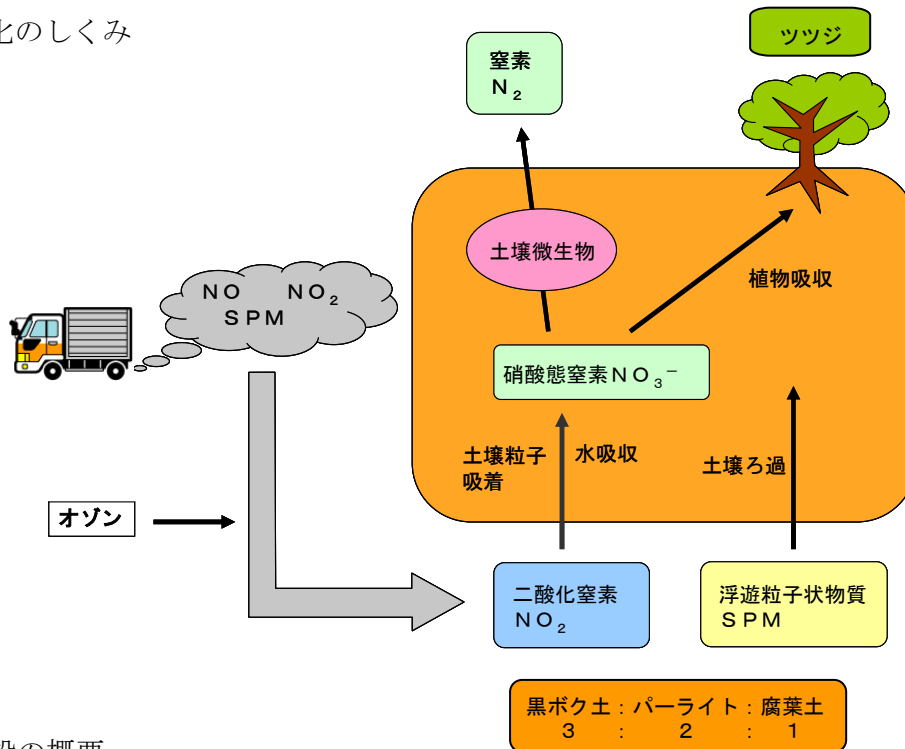 化のしくみ
ツツジ
窒素
N₂
土壌微生物
植物吸収
NO NO₂
SPM
硝酸態窒素NO₃⁻
土壌粒子
吸着
水吸収
土壌ろ過
オゾン
二酸化窒素
NO₂
浮遊粒子状物質
SPM
黒ボク土：パーライト：腐葉土
3 : 2 : 1
の概要